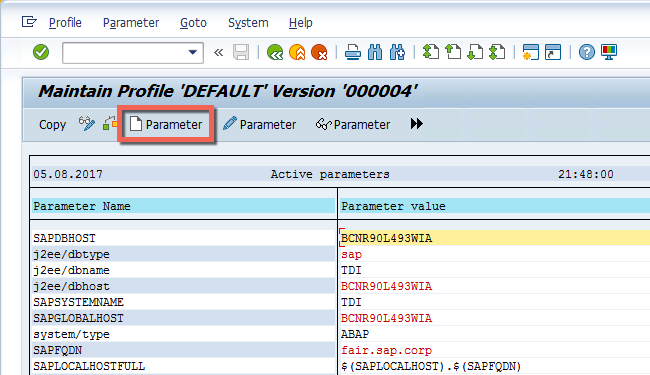 Profile Parameter Goto System Help
Maintain Profile 'DEFAULT' Version '000004'
Copy Parameter Parameter Parameter
05.08.2017 Active parameters 21:48:00
Parameter Name Parameter value
SAPDBHOST BCNR90L493WIA
j2ee/dbtype sap
j2ee/dbname TDI
j2ee/dbhost BCNR90L493WIA
SAPSYSTEMNAME TDI
SAPGLOBALHOST BCNR90L493WIA
system/type ABAP
SAPFQDN fair.sap.corp
SAPLOCALHOSTFULL $(SAPLOCALHOST).$(SAPFQDN)